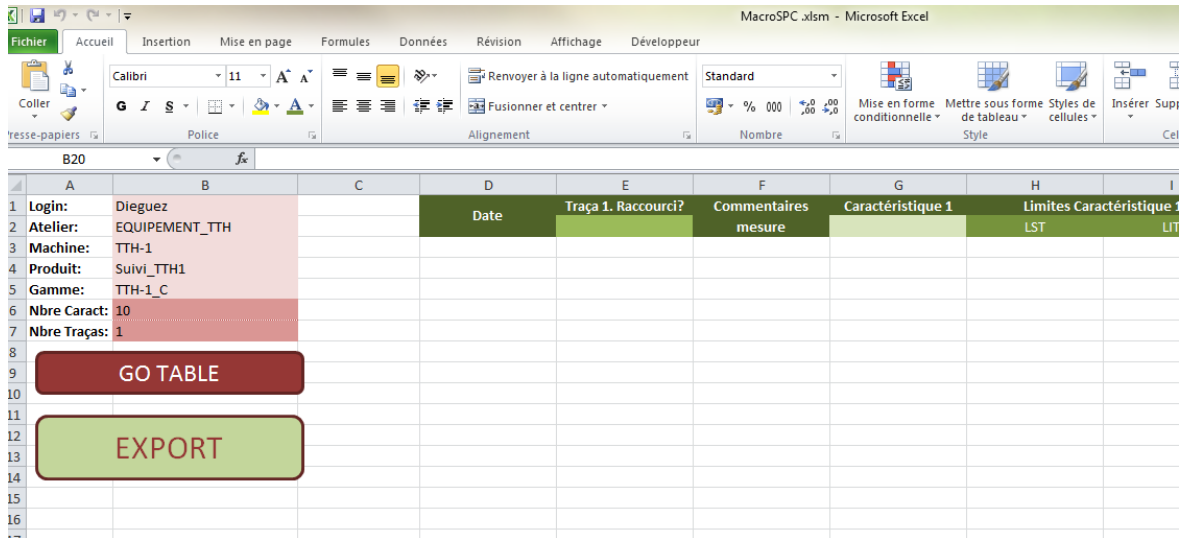 MacroSPC .xlsm - Microsoft Excel
Fichier Accueil Insertion Mise en page Formules Données Révision Affichage Développeur
Calibri 11 A A Renvoyer à la ligne automatiquement Standard
Coller G I S A Fusionner et centrer % 000 Mise en forme conditionnelle Mettre sous forme de tableau Styles de cellules Insérer Supp
Presse-papiers Police Alignement Nombre Style Cel
B20 fx
A B C D E F G H I
1 Login: Dieguez Date Traça 1. Raccourci? Commentaires mesure Caractéristique 1 Limites Caractéristique 1
2 Atelier: EQUIPEMENT_TTH LST LIT
3 Machine: TTH-1
4 Produit: Suivi_TTH1
5 Gamme: TTH-1_C
6 Nbre Caract: 10
7 Nbre Traças: 1
8
9 GO TABLE
10
11
12
13 EXPORT
14
15
16